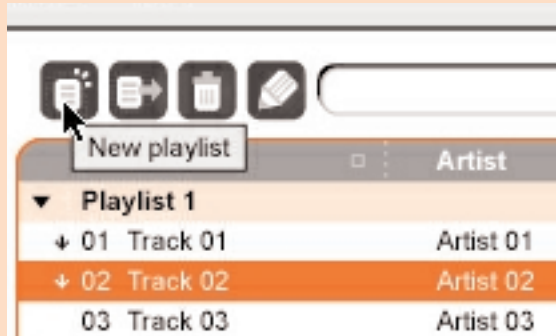 New playlist
Artist
Playlist 1
01 Track 01 Artist 01
02 Track 02 Artist 02
03 Track 03 Artist 03